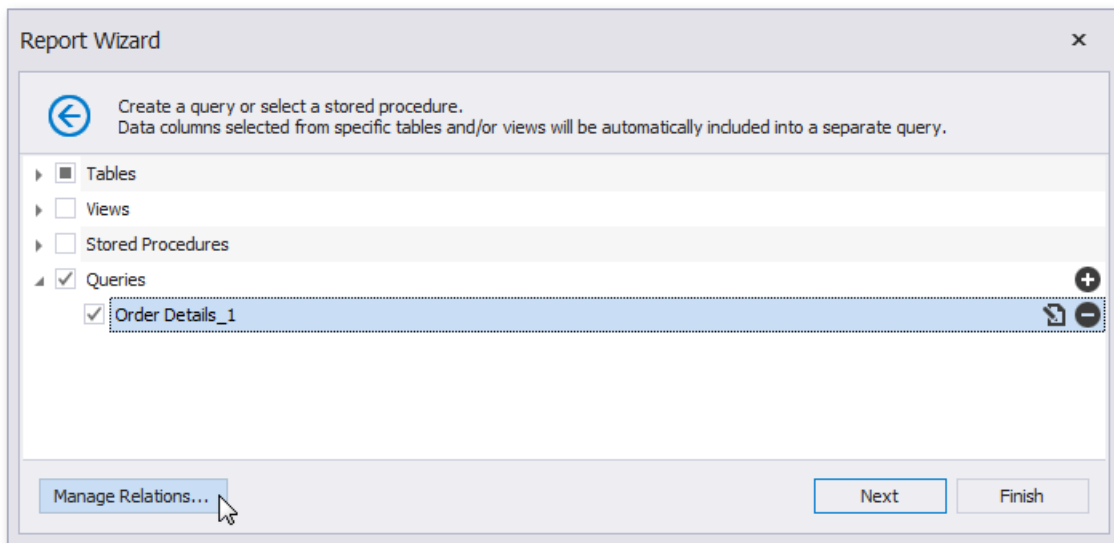 Report Wizard
Create a query or select a stored procedure.
Data columns selected from specific tables and/or views will be automatically included into a separate query.
Tables
Views
Stored Procedures
Queries
Order Details_1
Manage Relations...
Next
Finish